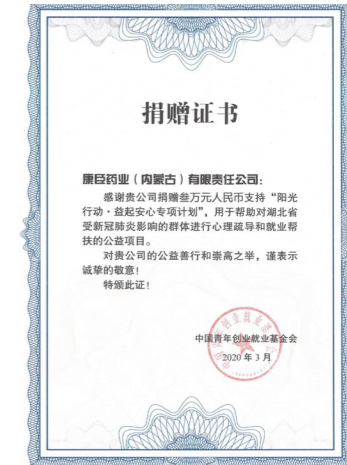 捐赠证书
康臣药业（内蒙古）有限责任公司：
感谢贵公司捐赠叁万元人民币支持“阳光
行动·益起安心专项计划”，用于帮助对湖北省
受新冠肺炎影响的群体进行心理疏导和就业帮
扶的公益项目。
对贵公司的公益善行和崇高之举，谨表示
诚挚的敬意！
特颁此证！
中国青年创业就业基金会
2020 年 3 月